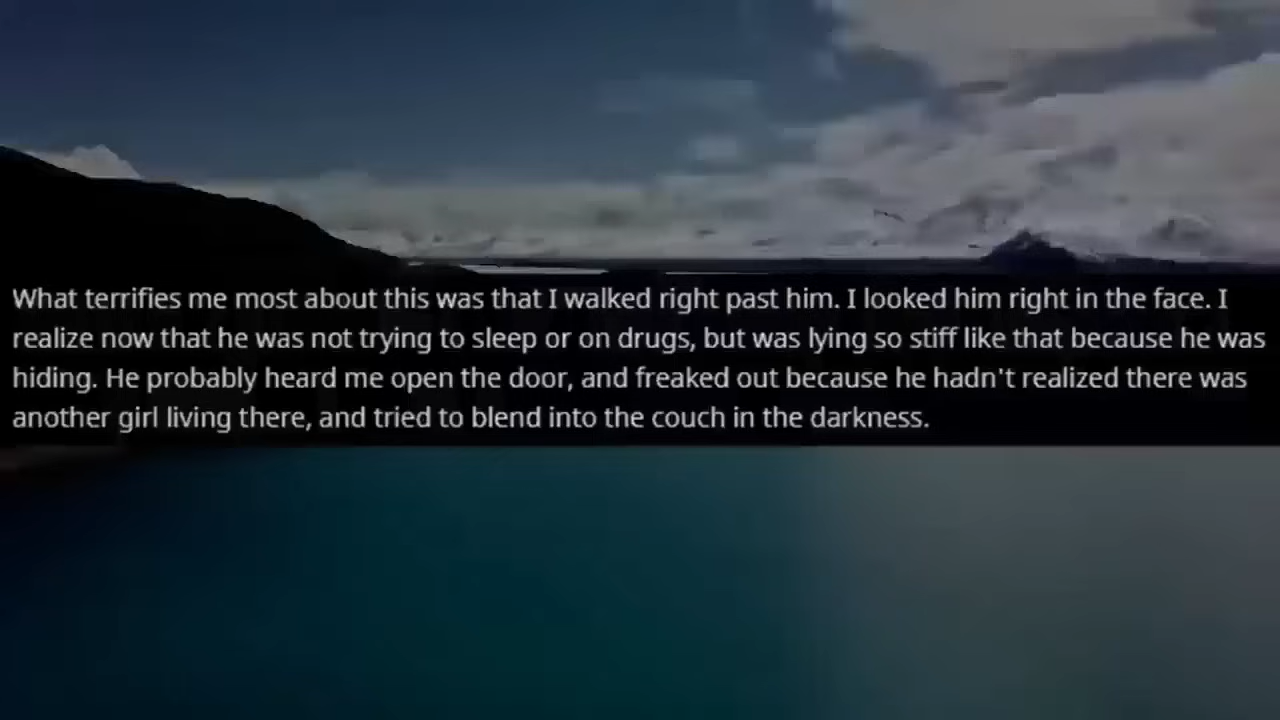 What terrifies me most about this was that I walked right past him. I looked him right in the face. I
realize now that he was not trying to sleep or on drugs, but was lying so stiff like that because he was
hiding. He probably heard me open the door, and freaked out because he hadn't realized there was
another girl living there, and tried to blend into the couch in the darkness.